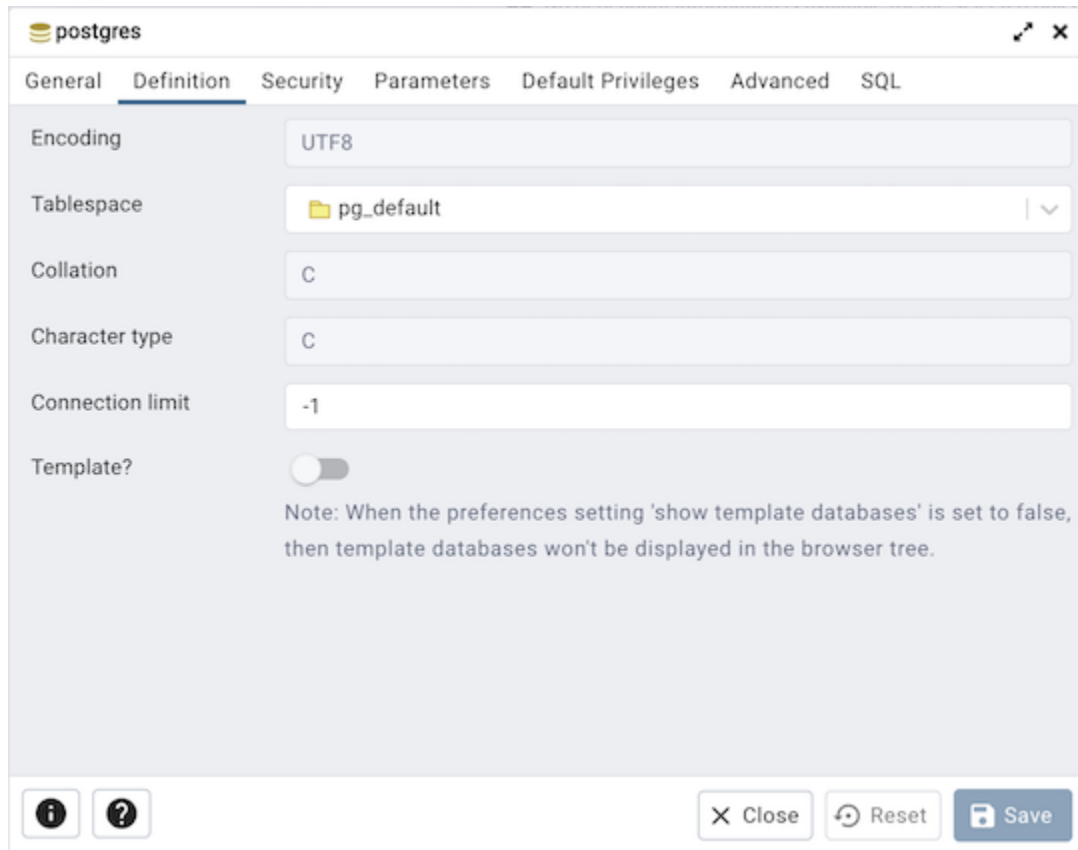 postgres
General Definition Security Parameters Default Privileges Advanced SQL
Encoding UTF8
Tablespace pg_default
Collation C
Character type C
Connection limit -1
Template?
Note: When the preferences setting 'show template databases' is set to false,
then template databases won't be displayed in the browser tree.
Close Reset Save